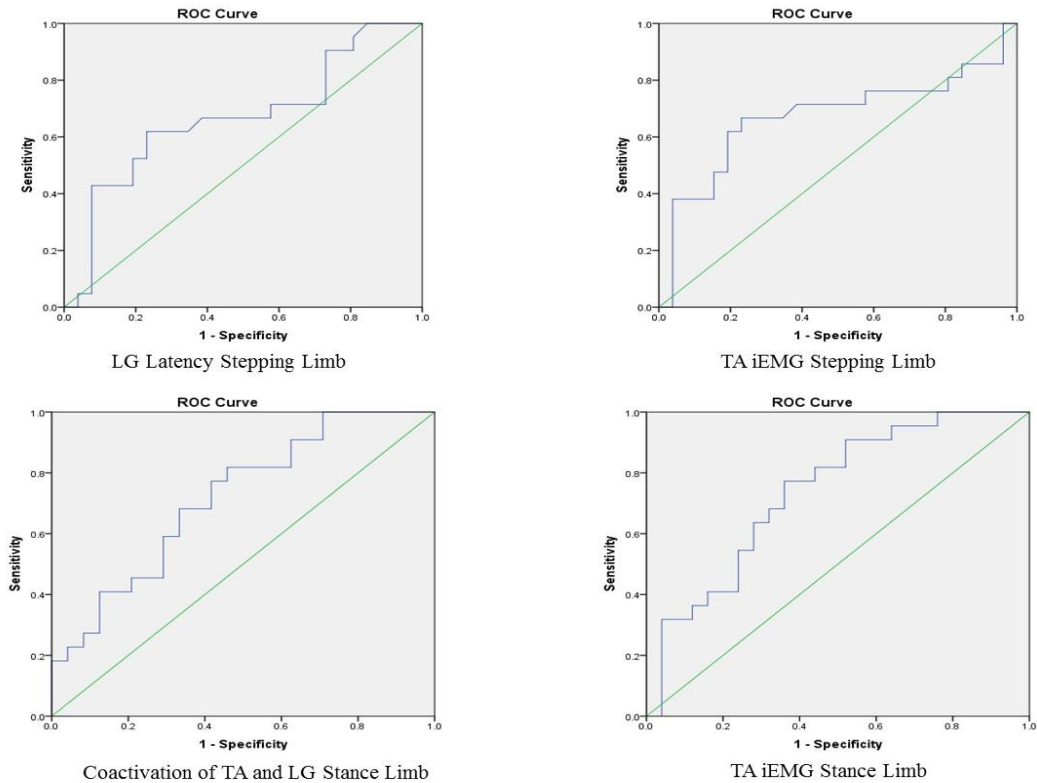 ROC Curve
1.0
0.8
0.6
0.4
0.2
0.0
Sensitivity
0.0 0.2 0.4 0.6 0.8 1.0
1 - Specificity
LG Latency Stepping Limb
ROC Curve
1.0
0.8
0.6
0.4
0.2
0.0
Sensitivity
0.0 0.2 0.4 0.6 0.8 1.0
1 - Specificity
TA iEMG Stepping Limb
ROC Curve
1.0
0.8
0.6
0.4
0.2
0.0
Sensitivity
0.0 0.2 0.4 0.6 0.8 1.0
1 - Specificity
Coactivation of TA and LG Stance Limb
ROC Curve
1.0
0.8
0.6
0.4
0.2
0.0
Sensitivity
0.0 0.2 0.4 0.6 0.8 1.0
1 - Specificity
TA iEMG Stance Limb